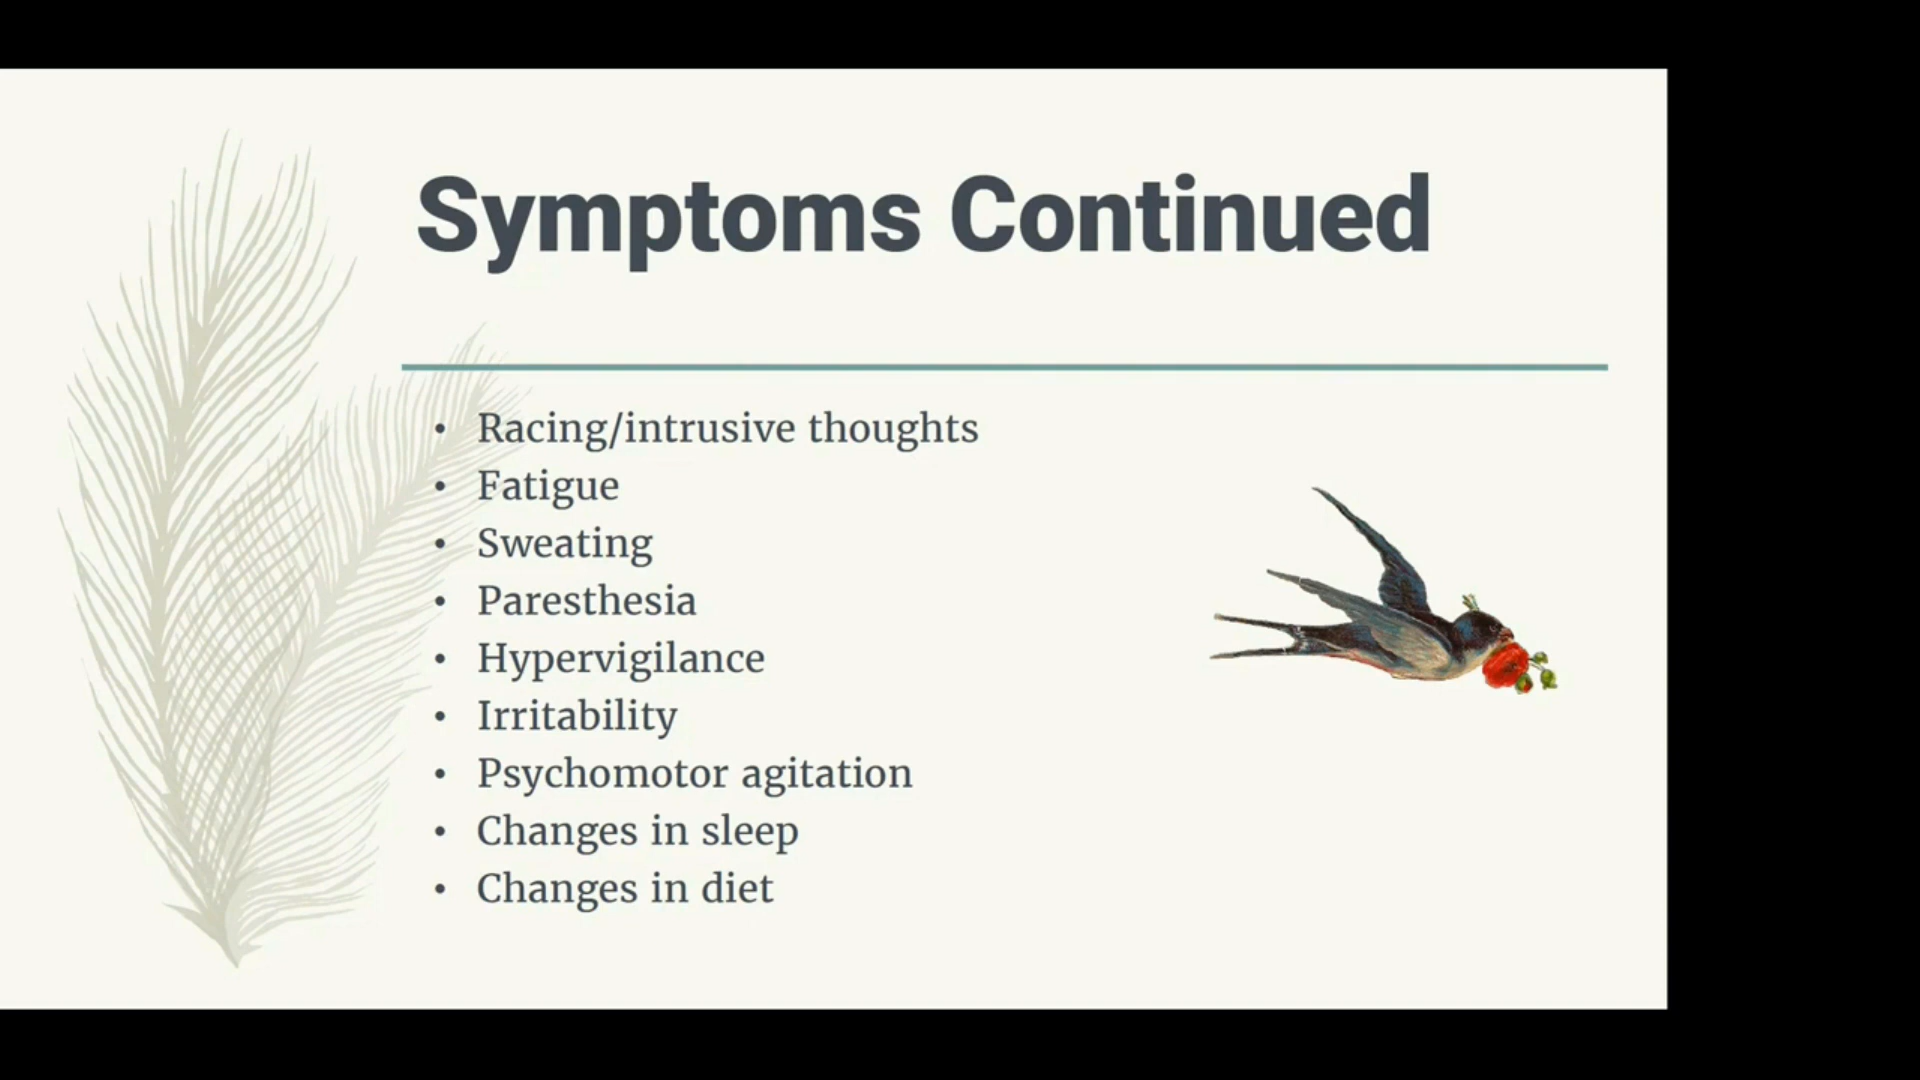 Symptoms Continued
• Racing/intrusive thoughts
• Fatigue
• Sweating
• Paresthesia
• Hypervigilance
• Irritability
• Psychomotor agitation
• Changes in sleep
• Changes in diet